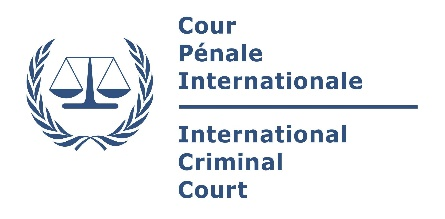 Cour
Pénale
Internationale
International
Criminal
Court